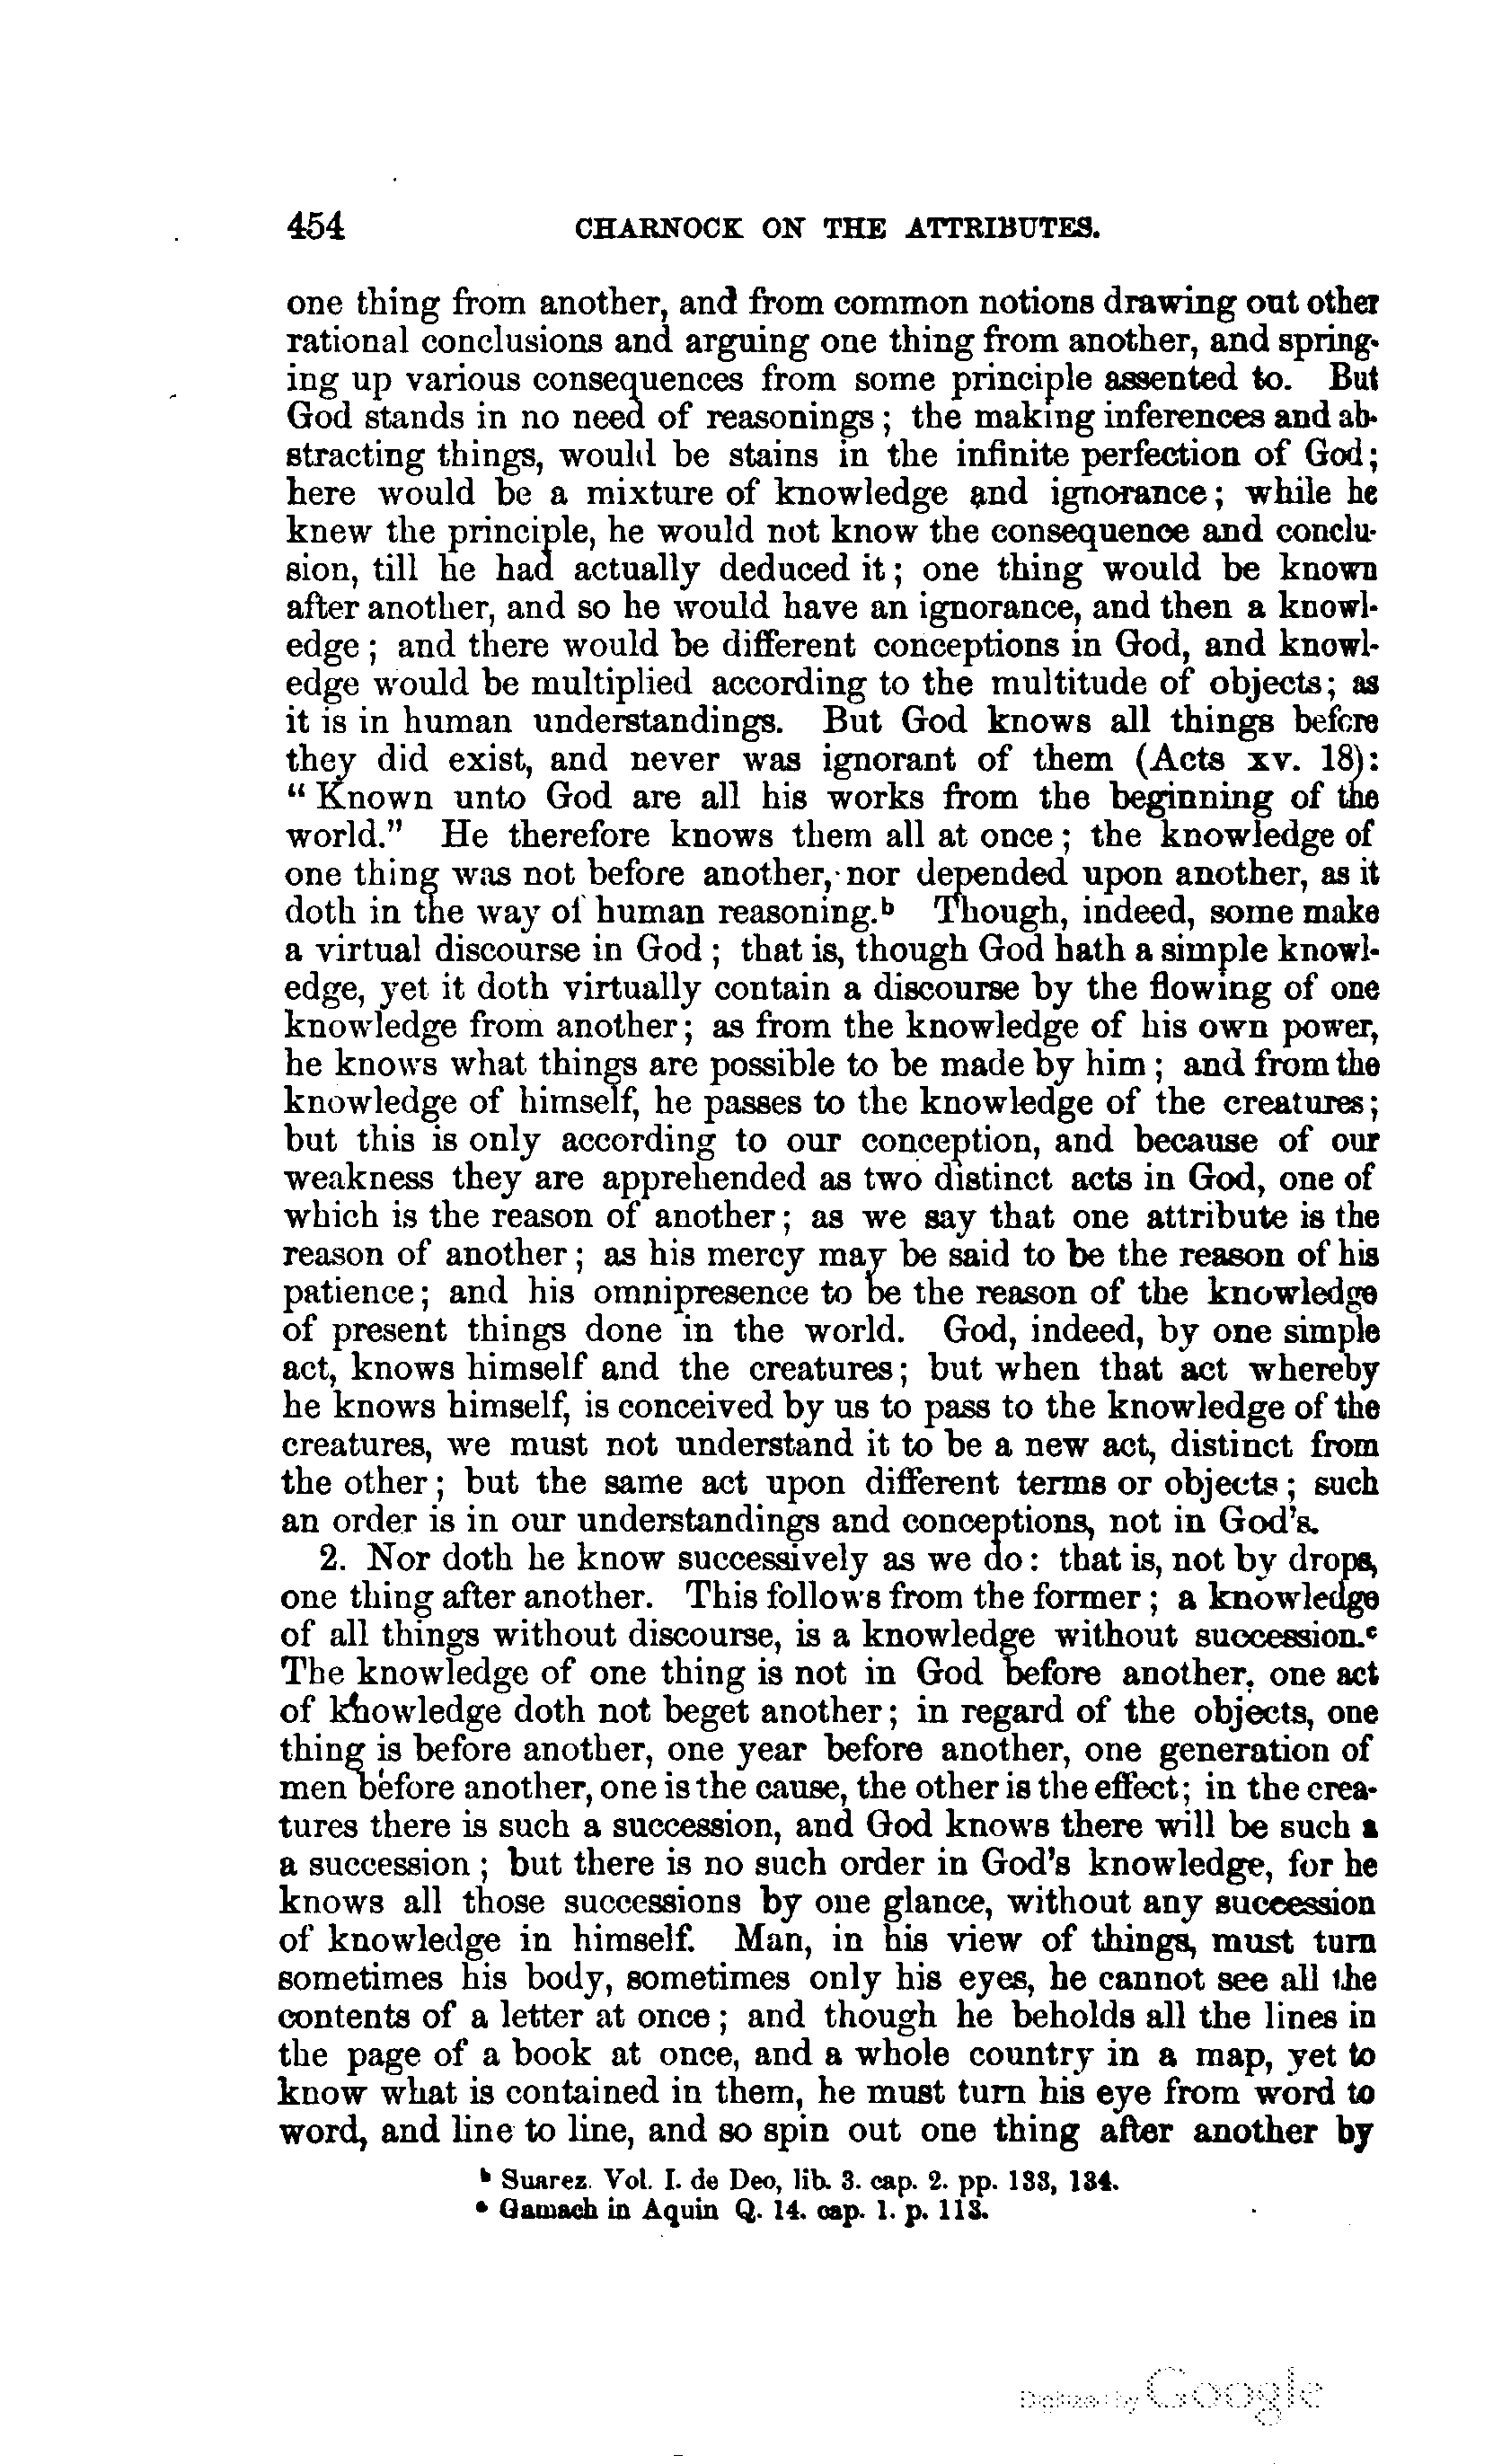 454 CHARNOCK ON THE ATTRIBUTES.
one thing from another, and from common notions drawing out other
rational conclusions and arguing one thing from another, and spring-
ing up various consequences from some principle assented to. But
God stands in no need of reasonings; the making inferences and ab-
stracting things, would be stains in the infinite perfection of God;
here would be a mixture of knowledge and ignorance; while he
knew the principle, he would not know the consequence and conclu-
sion, till he had actually deduced it; one thing would be known
after another, and so he would have an ignorance, and then a knowl-
edge; and there would be different conceptions in God, and knowl-
edge would be multiplied according to the multitude of objects; as
it is in human understandings. But God knows all things before
they did exist, and never was ignorant of them (Acts xv. 18):
"Known unto God are all his works from the beginning of the
world." He therefore knows them all at once; the knowledge of
one thing was not before another, nor depended upon another, as it
doth in the way of human reasoning.ᵇ Though, indeed, some make
a virtual discourse in God; that is, though God hath a simple knowl-
edge, yet it doth virtually contain a discourse by the flowing of one
knowledge from another; as from the knowledge of his own power,
he knows what things are possible to be made by him; and from the
knowledge of himself, he passes to the knowledge of the creatures;
but this is only according to our conception, and because of our
weakness they are apprehended as two distinct acts in God, one of
which is the reason of another; as we say that one attribute is the
reason of another; as his mercy may be said to be the reason of his
patience; and his omnipresence to be the reason of the knowledge
of present things done in the world. God, indeed, by one simple
act, knows himself and the creatures; but when that act whereby
he knows himself, is conceived by us to pass to the knowledge of the
creatures, we must not understand it to be a new act, distinct from
the other; but the same act upon different terms or objects; such
an order is in our understandings and conceptions, not in God's.
2. Nor doth he know successively as we do: that is, not by drops,
one thing after another. This follows from the former; a knowledge
of all things without discourse, is a knowledge without succession.ᶜ
The knowledge of one thing is not in God before another, one act
of knowledge doth not beget another; in regard of the objects, one
thing is before another, one year before another, one generation of
men before another, one is the cause, the other is the effect; in the crea-
tures there is such a succession, and God knows there will be such a
a succession; but there is no such order in God's knowledge, for he
knows all those successions by one glance, without any succession
of knowledge in himself. Man, in his view of things, must turn
sometimes his body, sometimes only his eyes, he cannot see all the
contents of a letter at once; and though he beholds all the lines in
the page of a book at once, and a whole country in a map, yet to
know what is contained in them, he must turn his eye from word to
word, and line to line, and so spin out one thing after another by
ᵇ Suarez. Vol. I. de Deo, lib. 3. cap. 2. pp. 133, 134.
ᶜ Gamach in Aquin Q. 14. cap. 1. p. 113.
Digitized by Google